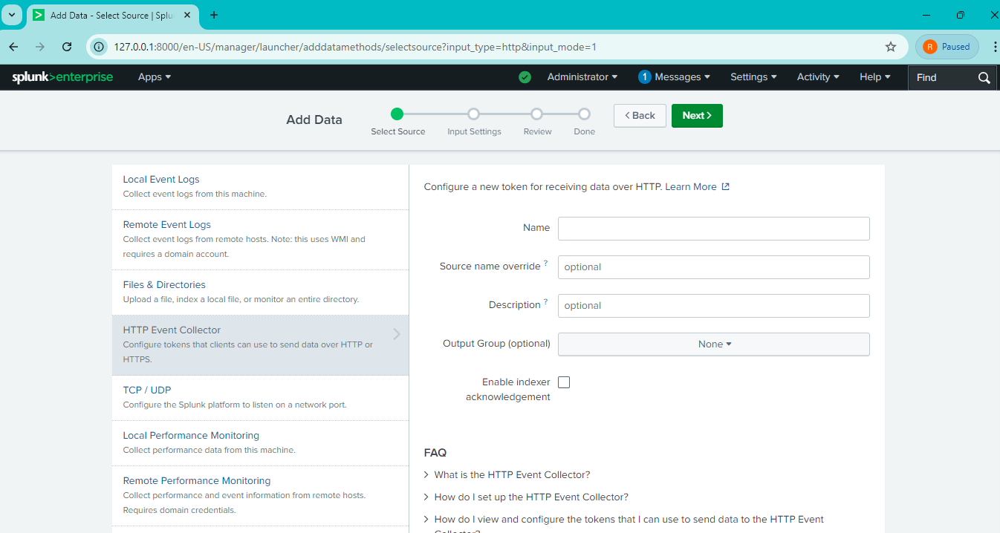 Add Data - Select Source | Splu
127.0.0.1:8000/en-US/manager/launcher/adddatamethods/selectsource?input_type=http&input_mode=1
R Paused
splunk>enterprise Apps Administrator 1 Messages Settings Activity Help Find
Add Data
Select Source Input Settings Review Done
Back Next
Local Event Logs
Collect event logs from this machine.
Remote Event Logs
Collect event logs from remote hosts. Note: this uses WMI and
requires a domain account.
Files & Directories
Upload a file, index a local file, or monitor an entire directory.
HTTP Event Collector
Configure tokens that clients can use to send data over HTTP or
HTTPS.
TCP / UDP
Configure the Splunk platform to listen on a network port.
Local Performance Monitoring
Collect performance data from this machine.
Remote Performance Monitoring
Collect performance and event information from remote hosts.
Requires domain credentials.
Configure a new token for receiving data over HTTP. Learn More
Name
Source name override ? optional
Description ? optional
Output Group (optional) None
Enable indexer
acknowledgement
FAQ
> What is the HTTP Event Collector?
> How do I set up the HTTP Event Collector?
> How do I view and configure the tokens that I can use to send data to the HTTP Event
Collector?